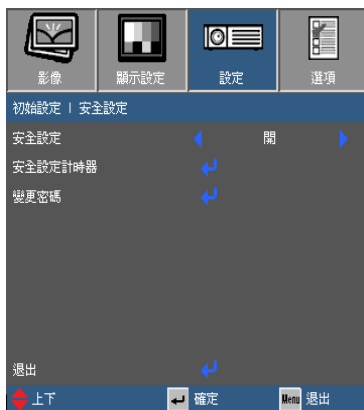 影像 顯示設定 設定 選項
初始設定 | 安全設定
安全設定 開
安全設定計時器
變更密碼
退出
上下 確定 Menu 退出